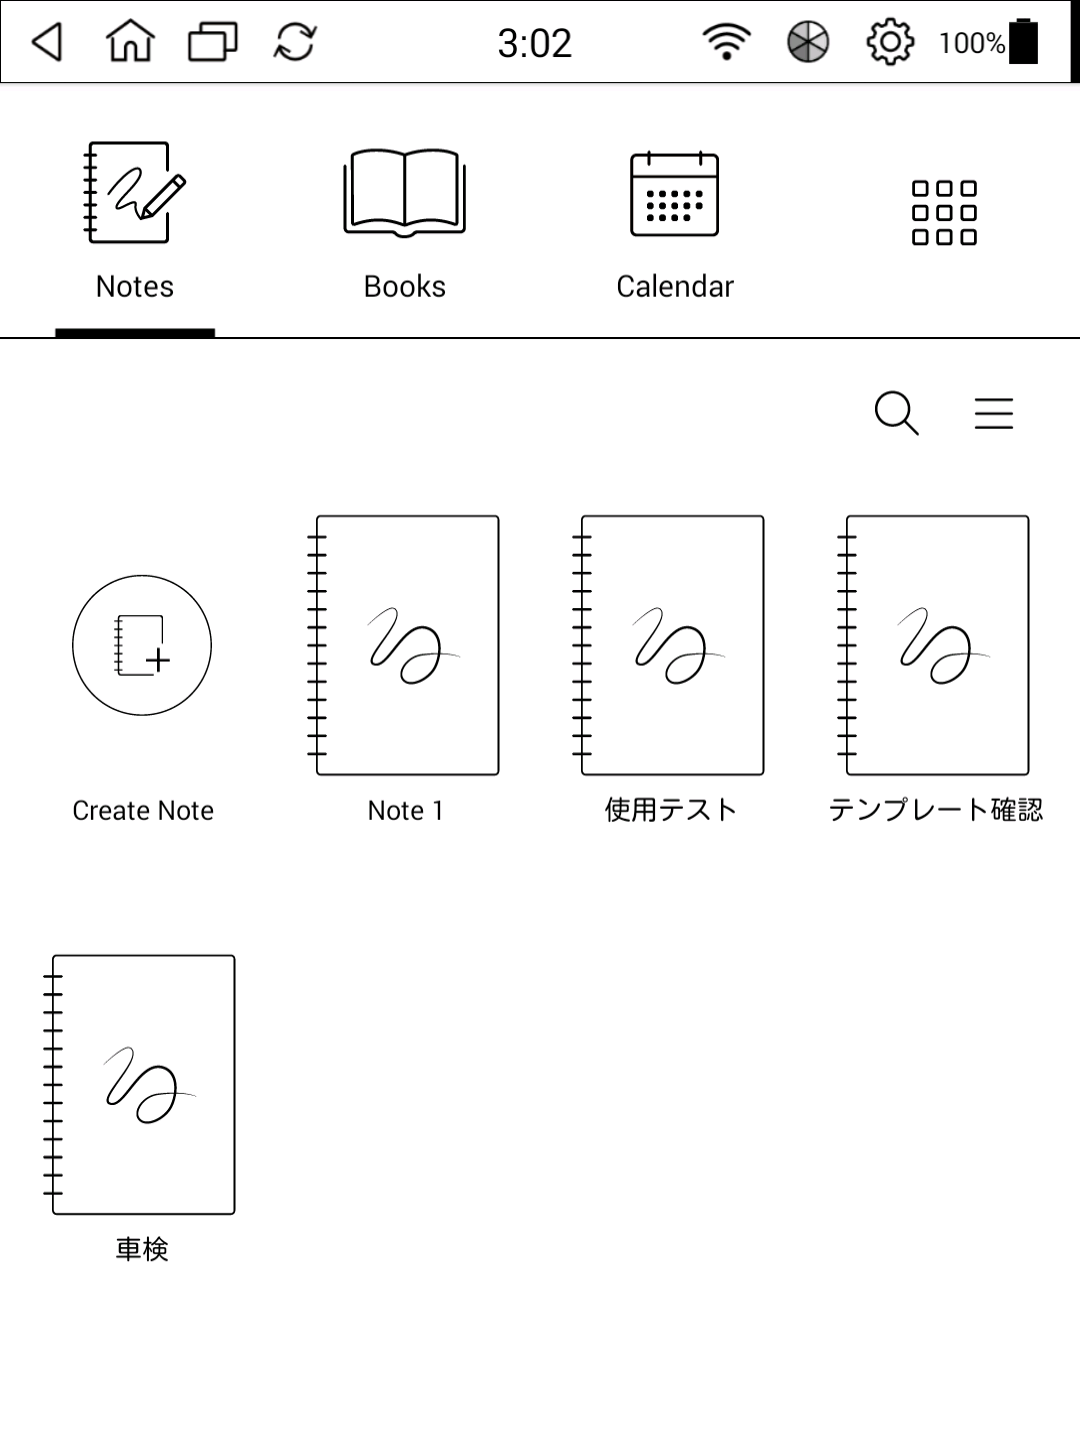 3:02
100%
Notes
Books
Calendar
Create Note
Note 1
使用テスト
テンプレート確認
車検